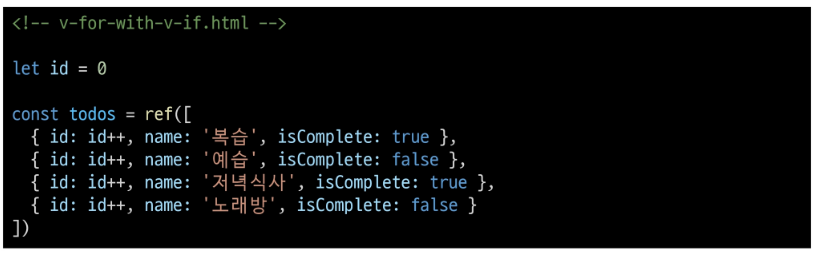 <!-- v-for-with-v-if.html -->
let id = 0
const todos = ref([
{ id: id++, name: '복습', isComplete: true },
{ id: id++, name: '예습', isComplete: false },
{ id: id++, name: '저녁식사', isComplete: true },
{ id: id++, name: '노래방', isComplete: false }
])